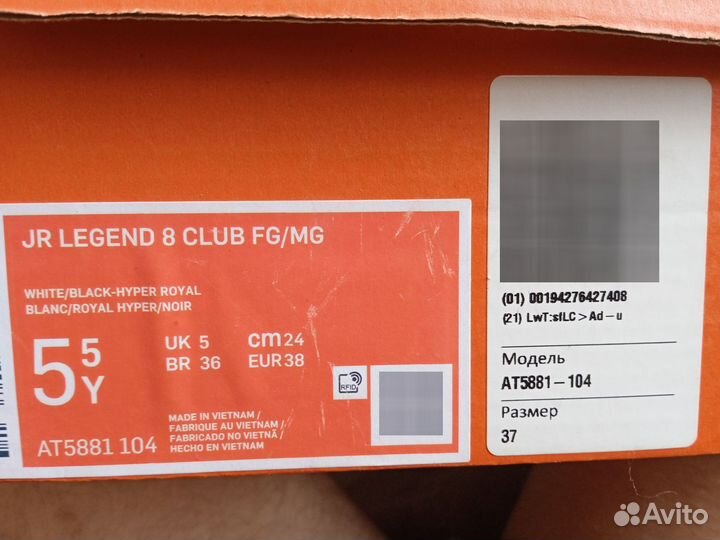 JR LEGEND 8 CLUB FG/MG
WHITE/BLACK-HYPER ROYAL
BLANC/ROYAL HYPER/NOIR
5 5 Y
UK 5 cm 24
BR 36 EUR 38
RFID
MADE IN VIETNAM /
FABRIQUE AU VIETNAM /
FABRICADO NO VIETNÃ /
HECHO EN VIETNAM
AT5881 104
(01) 00194276427408
(21) LwT:sfLC>Ad-u
Модель
AT5881-104
Размер
37
Avito